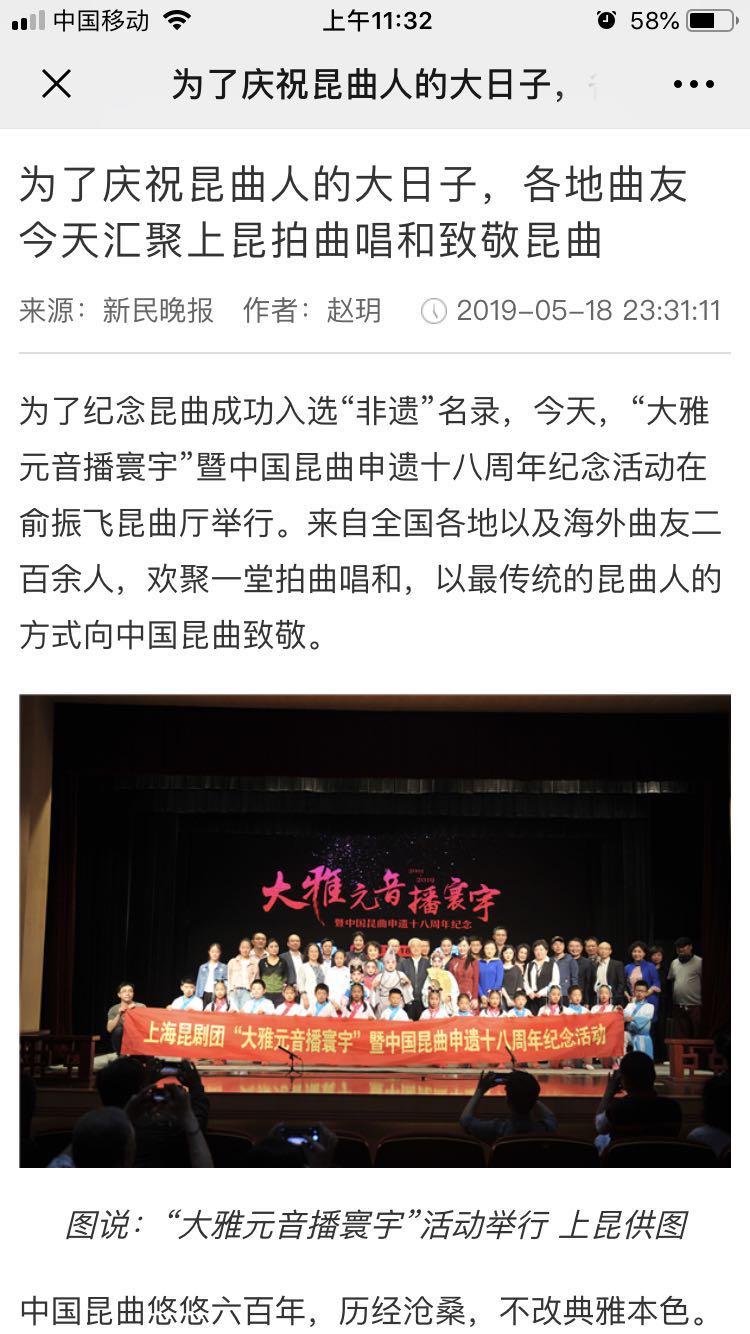 中国移动 上午11:32 58%
为了庆祝昆曲人的大日子，
为了庆祝昆曲人的大日子，各地曲友
今天汇聚上昆拍曲唱和致敬昆曲
来源：新民晚报 作者：赵玥 2019-05-18 23:31:11
为了纪念昆曲成功入选“非遗”名录，今天，“大雅
元音播寰宇”暨中国昆曲申遗十八周年纪念活动在
俞振飞昆曲厅举行。来自全国各地以及海外曲友二
百余人，欢聚一堂拍曲唱和，以最传统的昆曲人的
方式向中国昆曲致敬。
2001
2019
大雅元音播寰宇
暨中国昆曲申遗十八周年纪念
上海昆剧团“大雅元音播寰宇”暨中国昆曲申遗十八周年纪念活动
图说：“大雅元音播寰宇”活动举行 上昆供图
中国昆曲悠悠六百年，历经沧桑，不改典雅本色。